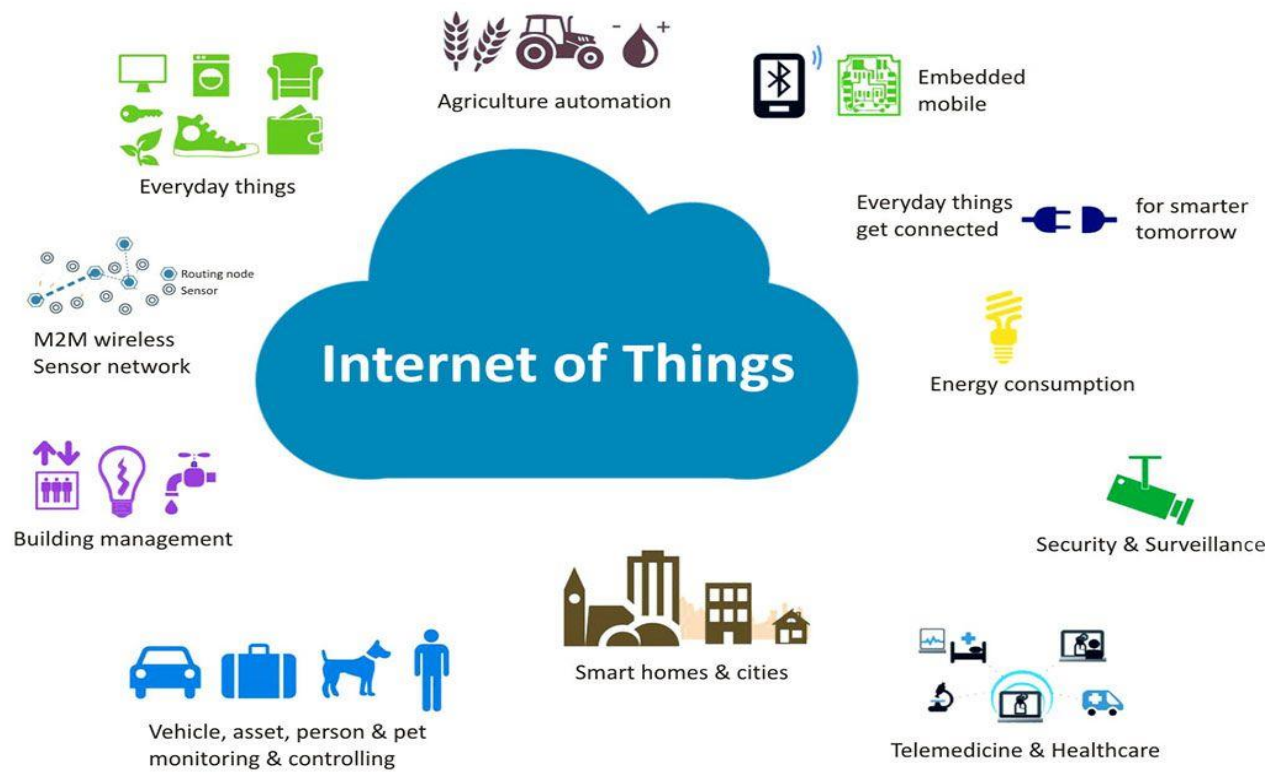 Agriculture automation
Embedded
mobile
Everyday things
Everyday things
get connected
for smarter
tomorrow
Routing node
Sensor
M2M wireless
Sensor network
Internet of Things
Energy consumption
Building management
Security & Surveillance
Smart homes & cities
Vehicle, asset, person & pet
monitoring & controlling
Telemedicine & Healthcare